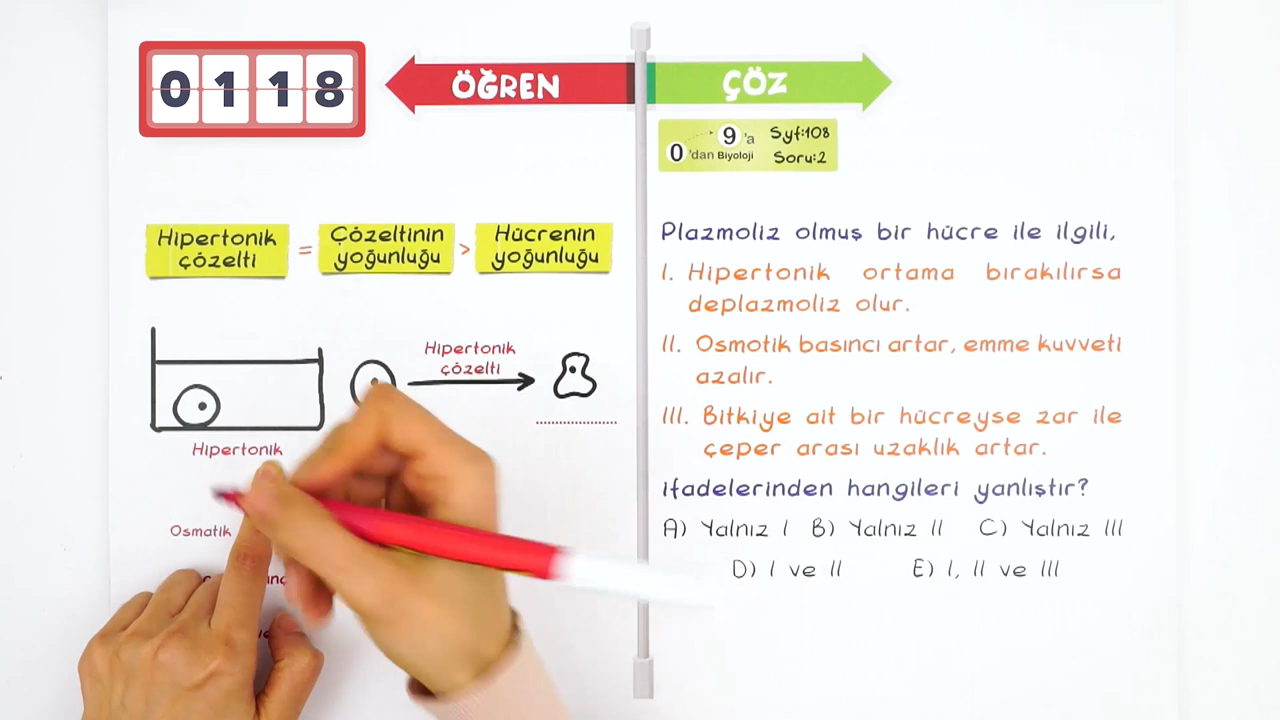 0118
ÖĞREN
ÇÖZ
0'dan 9'a Biyoloji
Syf:108
Soru:2
Hipertonik
çözelti
=
Çözeltinin
yoğunluğu
>
Hücrenin
yoğunluğu
Hipertonik
çözelti
Hipertonik
Osmatik
Plazmoliz olmuş bir hücre ile ilgili,
I. Hipertonik ortama bırakılırsa
deplazmoliz olur.
II. Osmotik basıncı artar, emme kuvveti
azalır.
III. Bitkiye ait bir hücreyse zar ile
çeper arası uzaklık artar.
ifadelerinden hangileri yanlıştır?
A) Yalnız I B) Yalnız II C) Yalnız III
D) I ve II E) I, II ve III